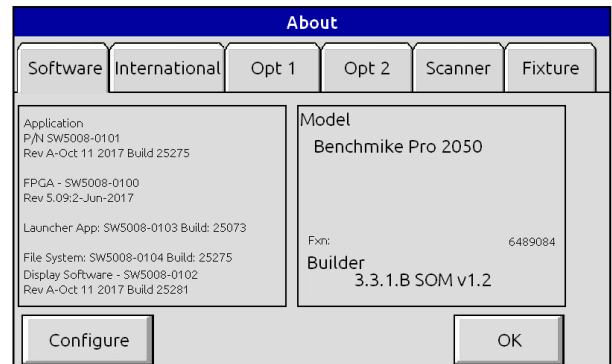 About
Software International Opt 1 Opt 2 Scanner Fixture
Application
P/N SW5008-0101
Rev A-Oct 11 2017 Build 25275
FPGA - SW5008-0100
Rev 5.09:2-Jun-2017
Launcher App: SW5008-0103 Build: 25073
File System: SW5008-0104 Build: 25275
Display Software - SW5008-0102
Rev A-Oct 11 2017 Build 25281
Model
Benchmike Pro 2050
Fxn: 6489084
Builder
3.3.1.B SOM v1.2
Configure OK